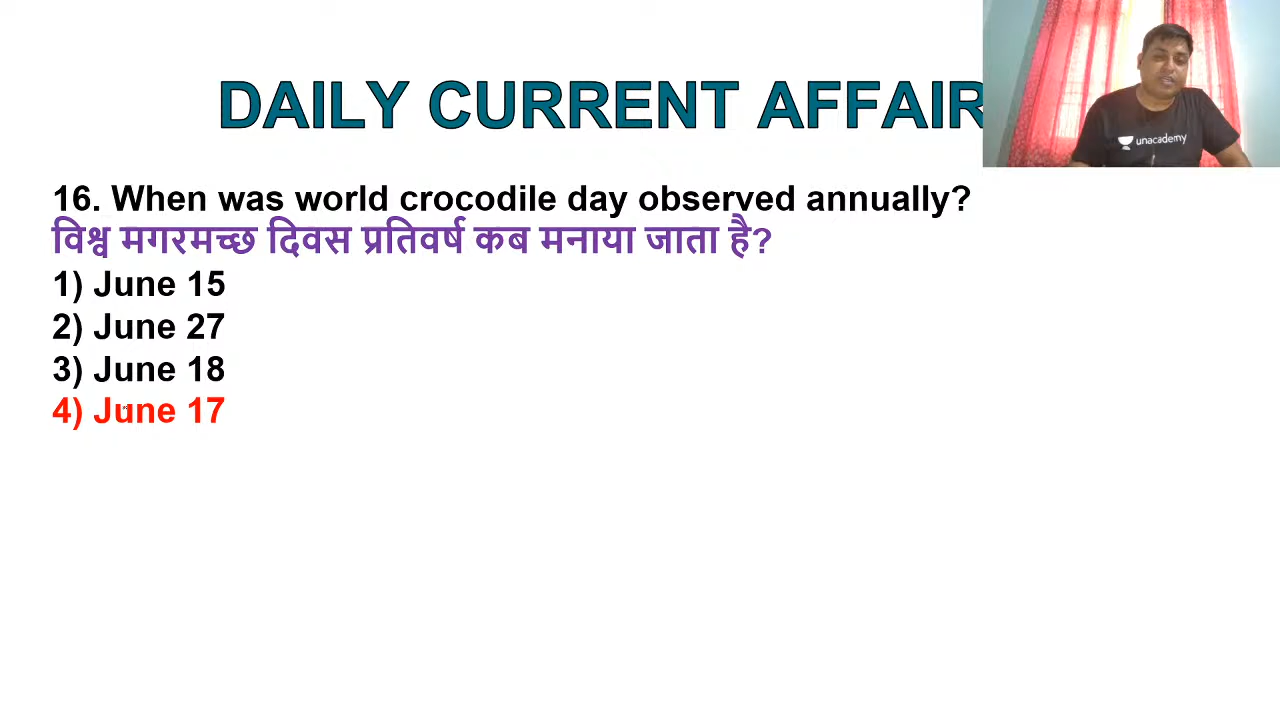 DAILY CURRENT AFFAIR
unacademy
16. When was world crocodile day observed annually?
विश्व मगरमच्छ दिवस प्रतिवर्ष कब मनाया जाता है?
1) June 15
2) June 27
3) June 18
4) June 17